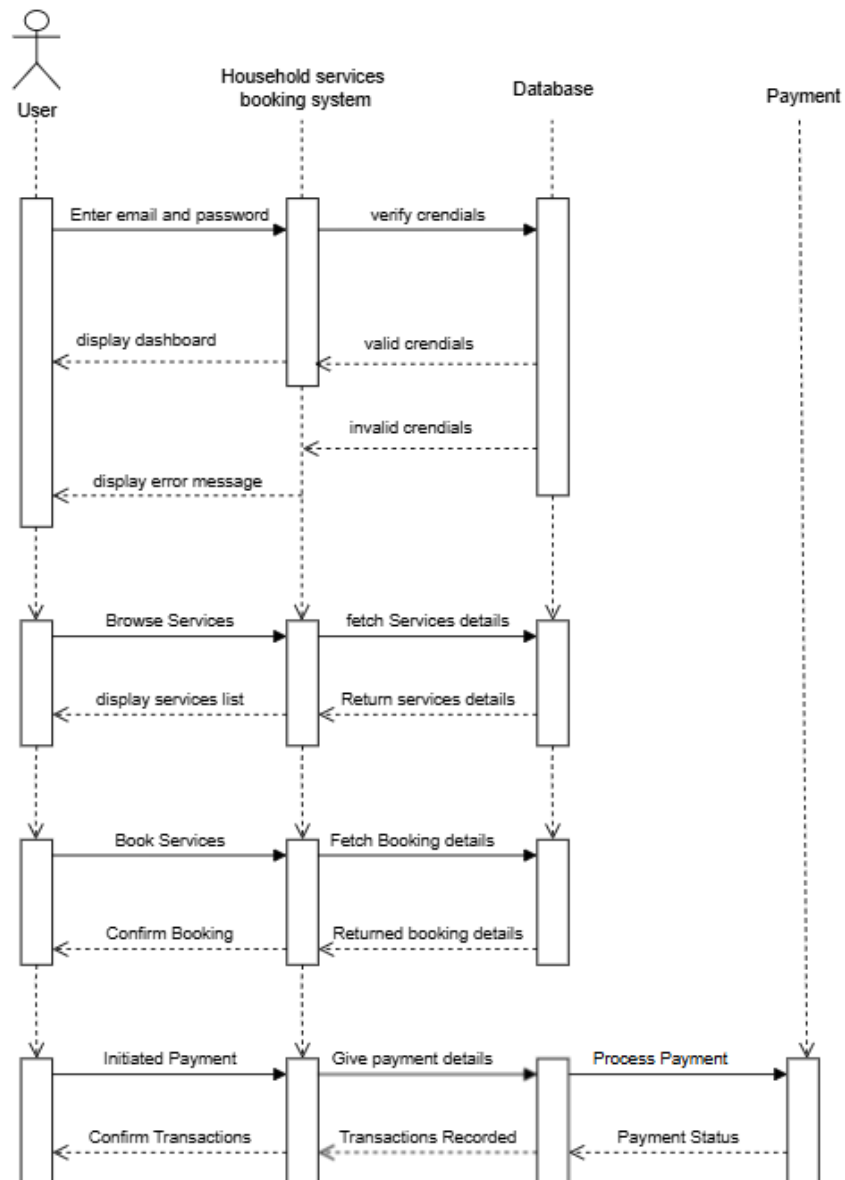 User
Household services
booking system
Database
Payment
Enter email and password
verify crendials
display dashboard
valid crendials
invalid crendials
display error message
Browse Services
fetch Services details
display services list
Return services details
Book Services
Fetch Booking details
Confirm Booking
Returned booking details
Initiated Payment
Give payment details
Process Payment
Confirm Transactions
Transactions Recorded
Payment Status